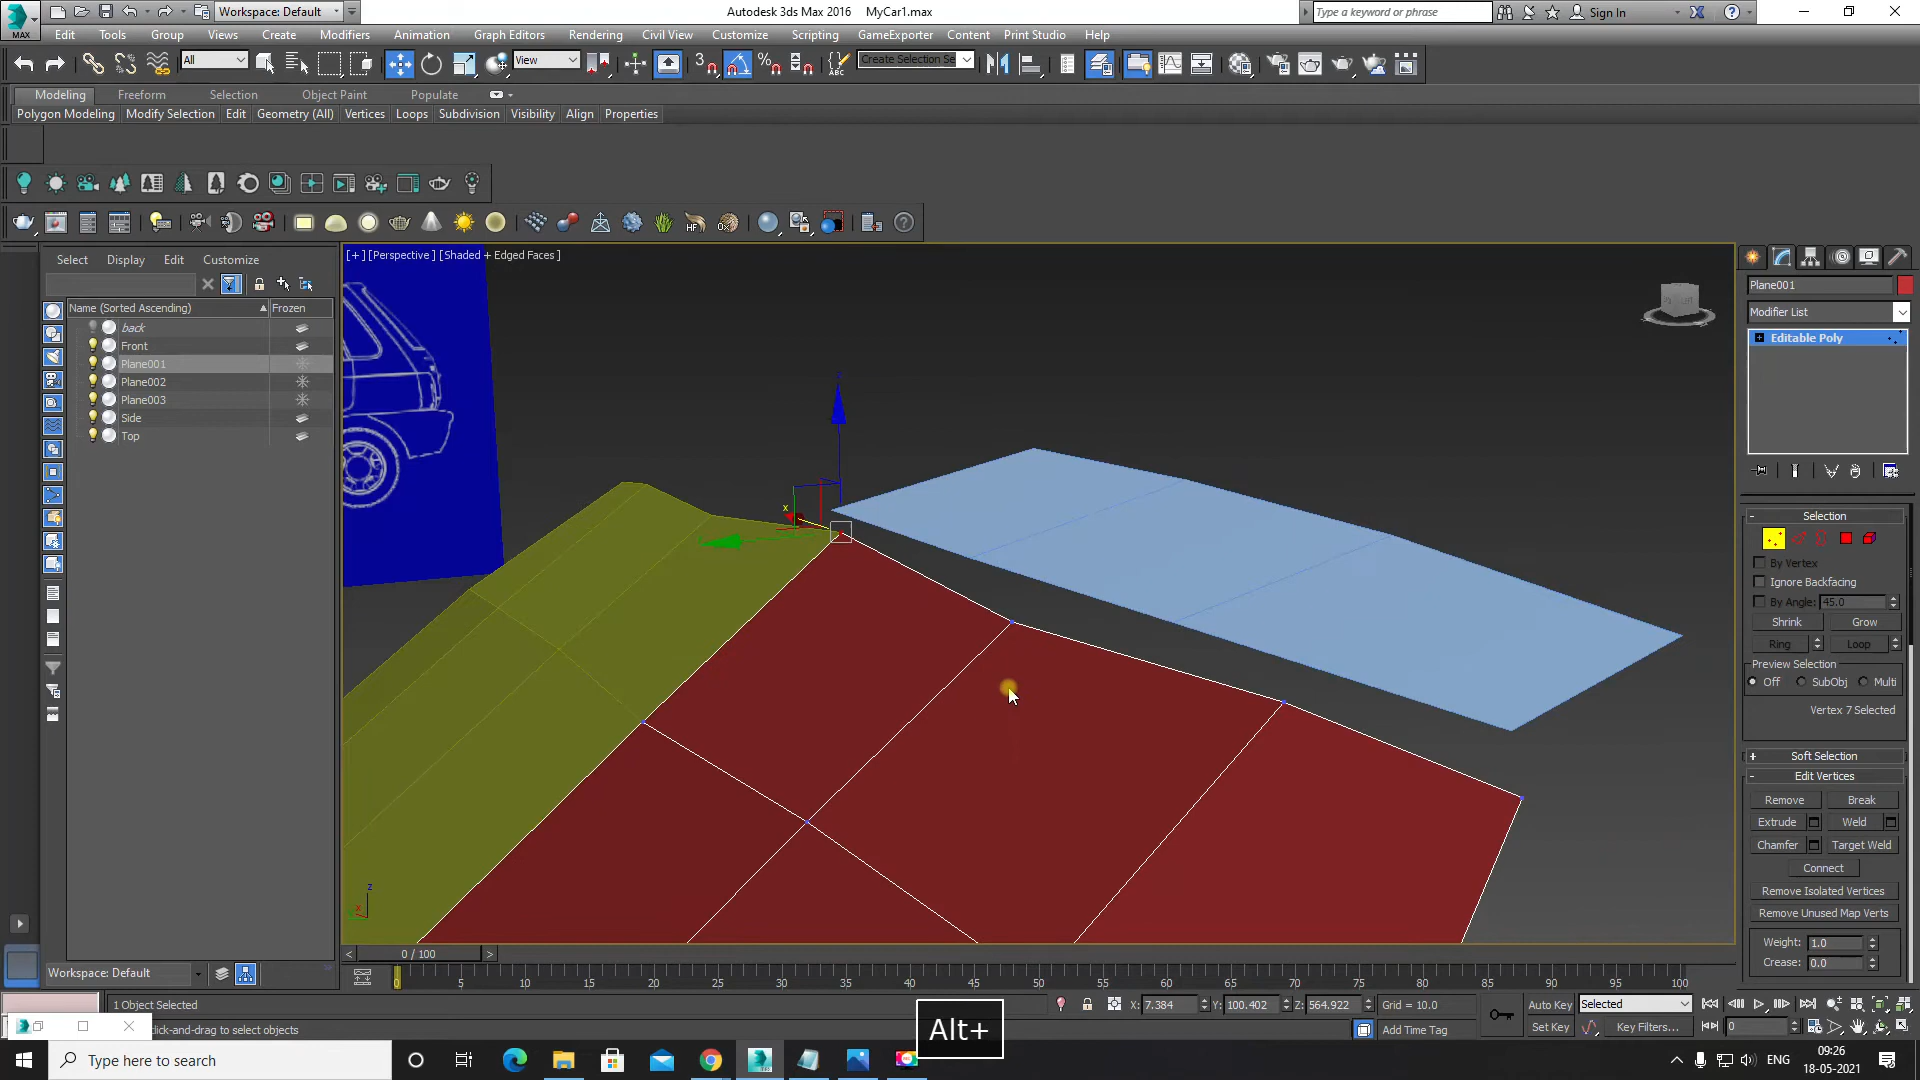 Workspace: Default
Autodesk 3ds Max 2016 MyCar1.max
Type a keyword or phrase
Sign In
MAX
Edit Tools Group Views Create Modifiers Animation Graph Editors Rendering Civil View Customize Scripting GameExporter Content Print Studio Help
All
View
Create Selection Se
Modeling Freeform Selection Object Paint Populate
Polygon Modeling Modify Selection Edit Geometry (All) Vertices Loops Subdivision Visibility Align Properties
Select Display Edit Customize
Name (Sorted Ascending) Frozen
back
Front
Plane001
Plane002
Plane003
Side
Top
[+] [Perspective] [Shaded + Edged Faces]
Plane001
Modifier List
Editable Poly
Selection
By Vertex
Ignore Backfacing
By Angle: 45.0
Shrink Grow
Ring Loop
Preview Selection
Off SubObj Multi
Vertex 7 Selected
Soft Selection
Edit Vertices
Remove Break
Extrude Weld
Chamfer Target Weld
Connect
Remove Isolated Vertices
Remove Unused Map Verts
Weight: 1.0
Crease: 0.0
x
z
x
0 / 100
Workspace: Default
0 5 10 15 20 25 30 35 40 45 50 55 60 65 70 75 80 85 90 95 100
1 Object Selected
X: 7.384 Y: 100.402 Z: 564.922 Grid = 10.0
Auto Key Selected
click-and-drag to select objects
Add Time Tag
Set Key Key Filters...
0
Alt+
Type here to search
ENG
09:26
18-05-2021